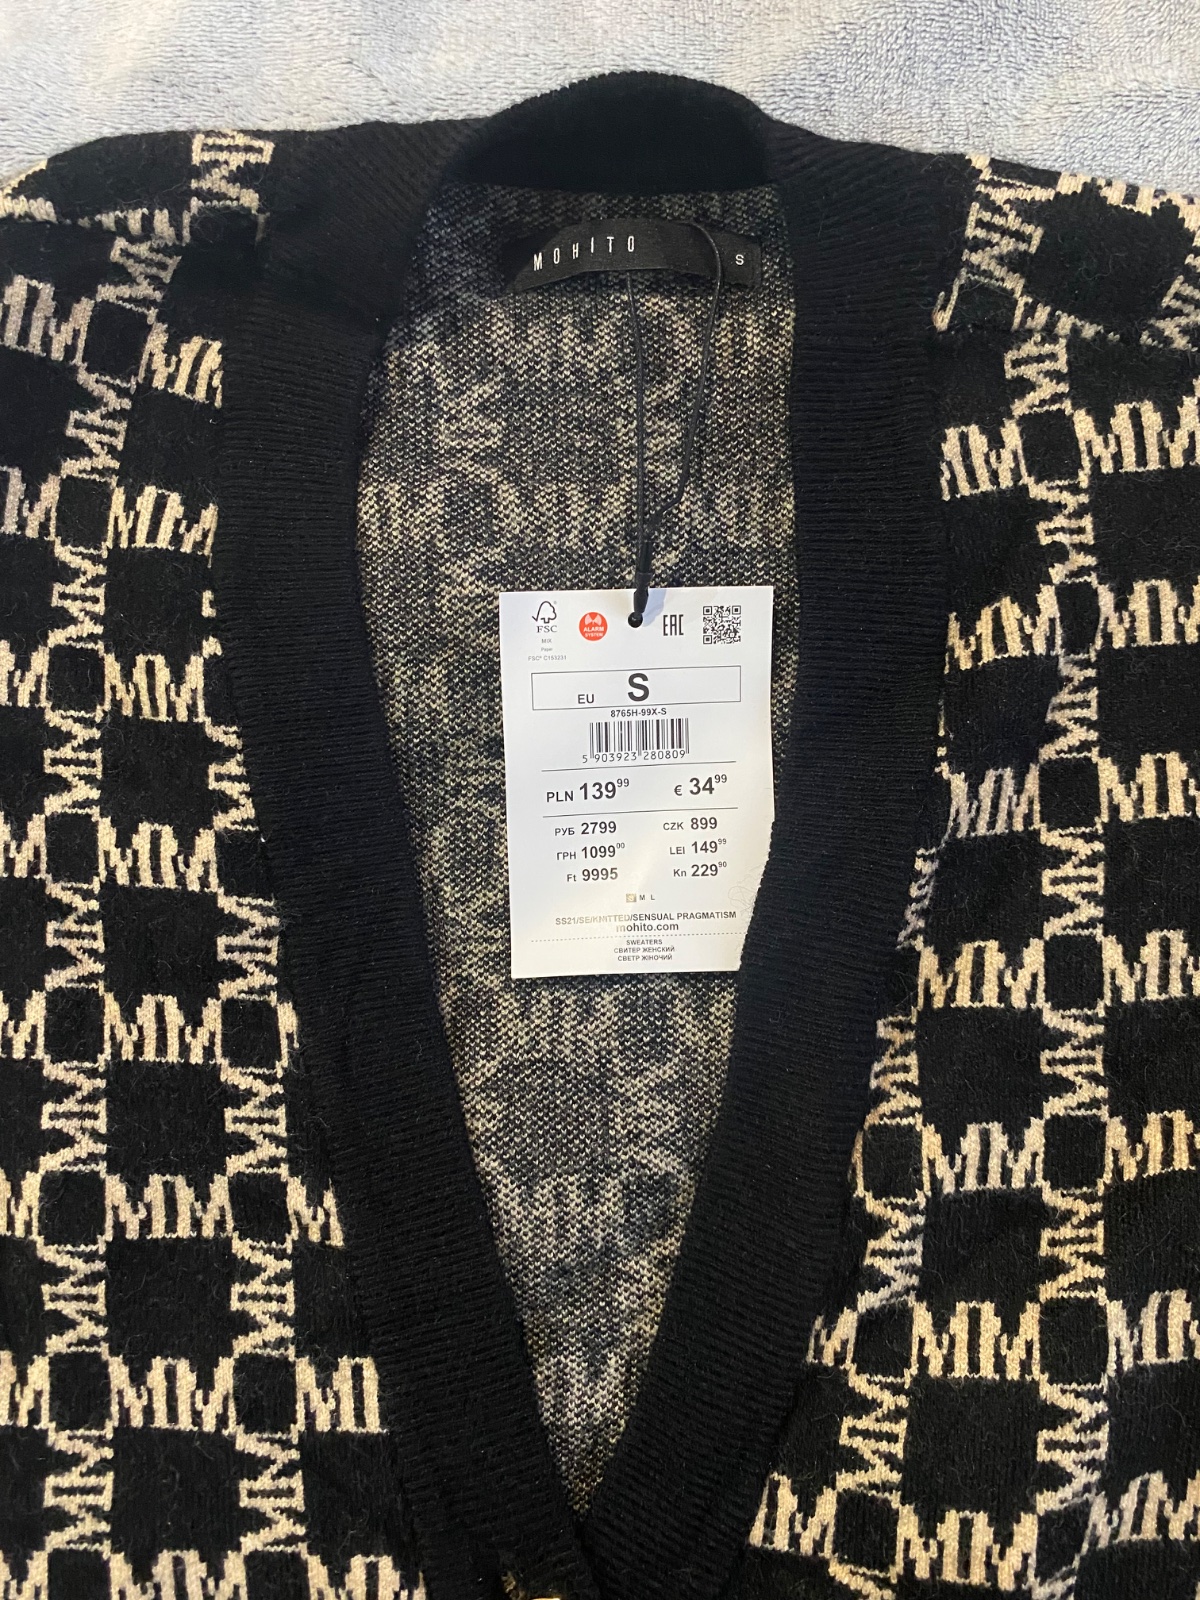 MOHITO S
FSC
MIX
Paper
FSC® C153231
ALARM
SYSTEM
EAC
EU S
8765H-99X-S
5 903923 280809
PLN 139 99 € 34 99
РУБ 2799 CZK 899
ГРН 1099 00 LEI 149 99
Ft 9995 Kn 229 90
S M L
SS21/SE/KNITTED/SENSUAL PRAGMATISM
mohito.com
SWEATERS
СВИТЕР ЖЕНСКИЙ
СВЕТР ЖІНОЧИЙ